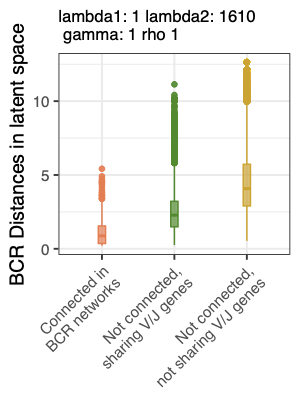 lambda1: 1 lambda2: 1610
gamma: 1 rho 1
BCR Distances in latent space
10
5
0
Connected in
BCR networks
Not connected,
sharing V/J genes
Not connected,
not sharing V/J genes